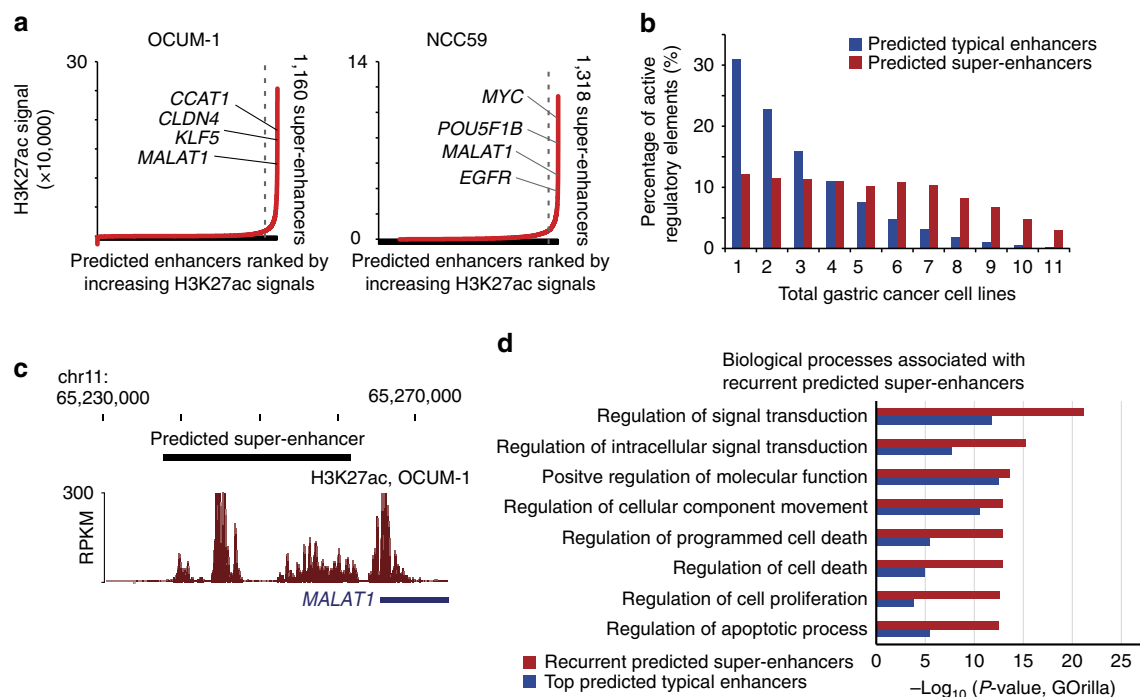 a
OCUM-1
NCC59
30
14
0
H3K27ac signal
(×10,000)
CCAT1
CLDN4
KLF5
MALAT1
1,160 super-enhancers
MYC
POU5F1B
MALAT1
EGFR
1,318 super-enhancers
Predicted enhancers ranked by
increasing H3K27ac signals
Predicted enhancers ranked by
increasing H3K27ac signals
b
Percentage of active
regulatory elements (%)
30
20
10
0
Predicted typical enhancers
Predicted super-enhancers
1 2 3 4 5 6 7 8 9 10 11
Total gastric cancer cell lines
c
chr11:
65,230,000 65,270,000
Predicted super-enhancer
H3K27ac, OCUM-1
300
RPKM
MALAT1
d
Biological processes associated with
recurrent predicted super-enhancers
Regulation of signal transduction
Regulation of intracellular signal transduction
Positve regulation of molecular function
Regulation of cellular component movement
Regulation of programmed cell death
Regulation of cell death
Regulation of cell proliferation
Regulation of apoptotic process
0 5 10 15 20 25
–Log10 (P-value, GOrilla)
Recurrent predicted super-enhancers
Top predicted typical enhancers